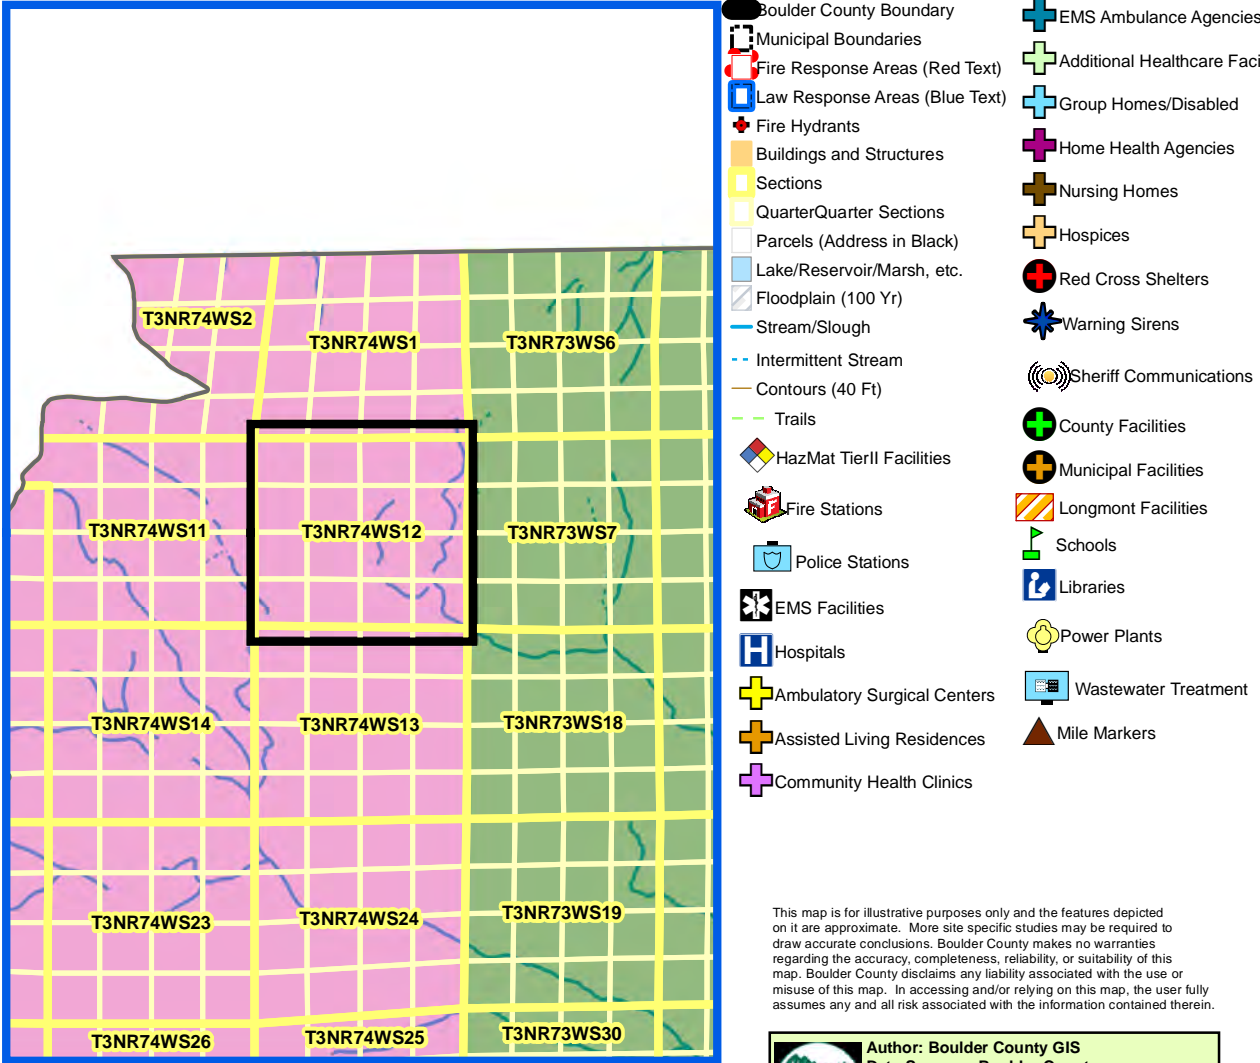 T3NR74WS2
T3NR74WS1
T3NR73WS6
T3NR74WS11
T3NR74WS12
T3NR73WS7
T3NR74WS14
T3NR74WS13
T3NR73WS18
T3NR74WS23
T3NR74WS24
T3NR73WS19
T3NR74WS26
T3NR74WS25
T3NR73WS30
Boulder County Boundary
Municipal Boundaries
Fire Response Areas (Red Text)
Law Response Areas (Blue Text)
Fire Hydrants
Buildings and Structures
Sections
QuarterQuarter Sections
Parcels (Address in Black)
Lake/Reservoir/Marsh, etc.
Floodplain (100 Yr)
Stream/Slough
Intermittent Stream
Contours (40 Ft)
Trails
HazMat TierII Facilities
F
Fire Stations
Police Stations
EMS Facilities
H
Hospitals
Ambulatory Surgical Centers
Assisted Living Residences
Community Health Clinics
EMS Ambulance Agencies
Additional Healthcare Faci
Group Homes/Disabled
Home Health Agencies
Nursing Homes
Hospices
Red Cross Shelters
Warning Sirens
Sheriff Communications
County Facilities
Municipal Facilities
Longmont Facilities
Schools
Libraries
Power Plants
Wastewater Treatment
Mile Markers
This map is for illustrative purposes only and the features depicted
on it are approximate. More site specific studies may be required to
draw accurate conclusions. Boulder County makes no warranties
regarding the accuracy, completeness, reliability, or suitability of this
map. Boulder County disclaims any liability associated with the use or
misuse of this map. In accessing and/or relying on this map, the user fully
assumes any and all risk associated with the information contained therein.
Author: Boulder County GIS